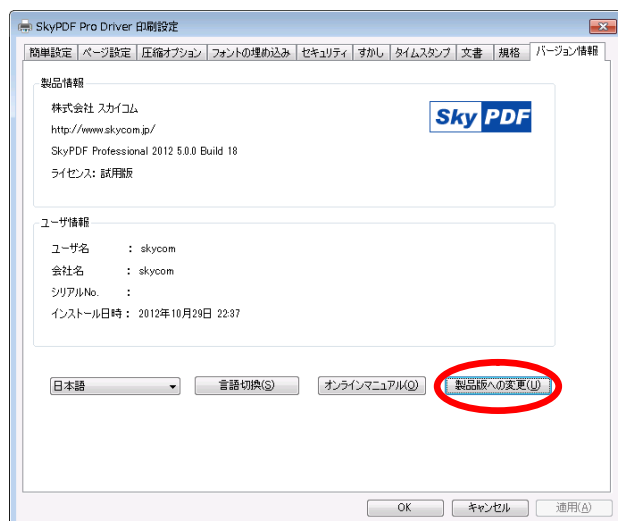 SkyPDF Pro Driver 印刷設定
簡単設定 ページ設定 圧縮オプション フォントの埋め込み セキュリティ すかし タイムスタンプ 文書 規格 バージョン情報
製品情報
株式会社 スカイコム
Sky PDF
http://www.skycom.jp/
SkyPDF Professional 2012 5.0.0 Build 18
ライセンス: 試用版
ユーザ情報
ユーザ名 : skycom
会社名 : skycom
シリアルNo. :
インストール日時 : 2012年10月29日 22:37
日本語 言語切換(S) オンラインマニュアル(O) 製品版への変更(U)
OK キャンセル 適用(A)